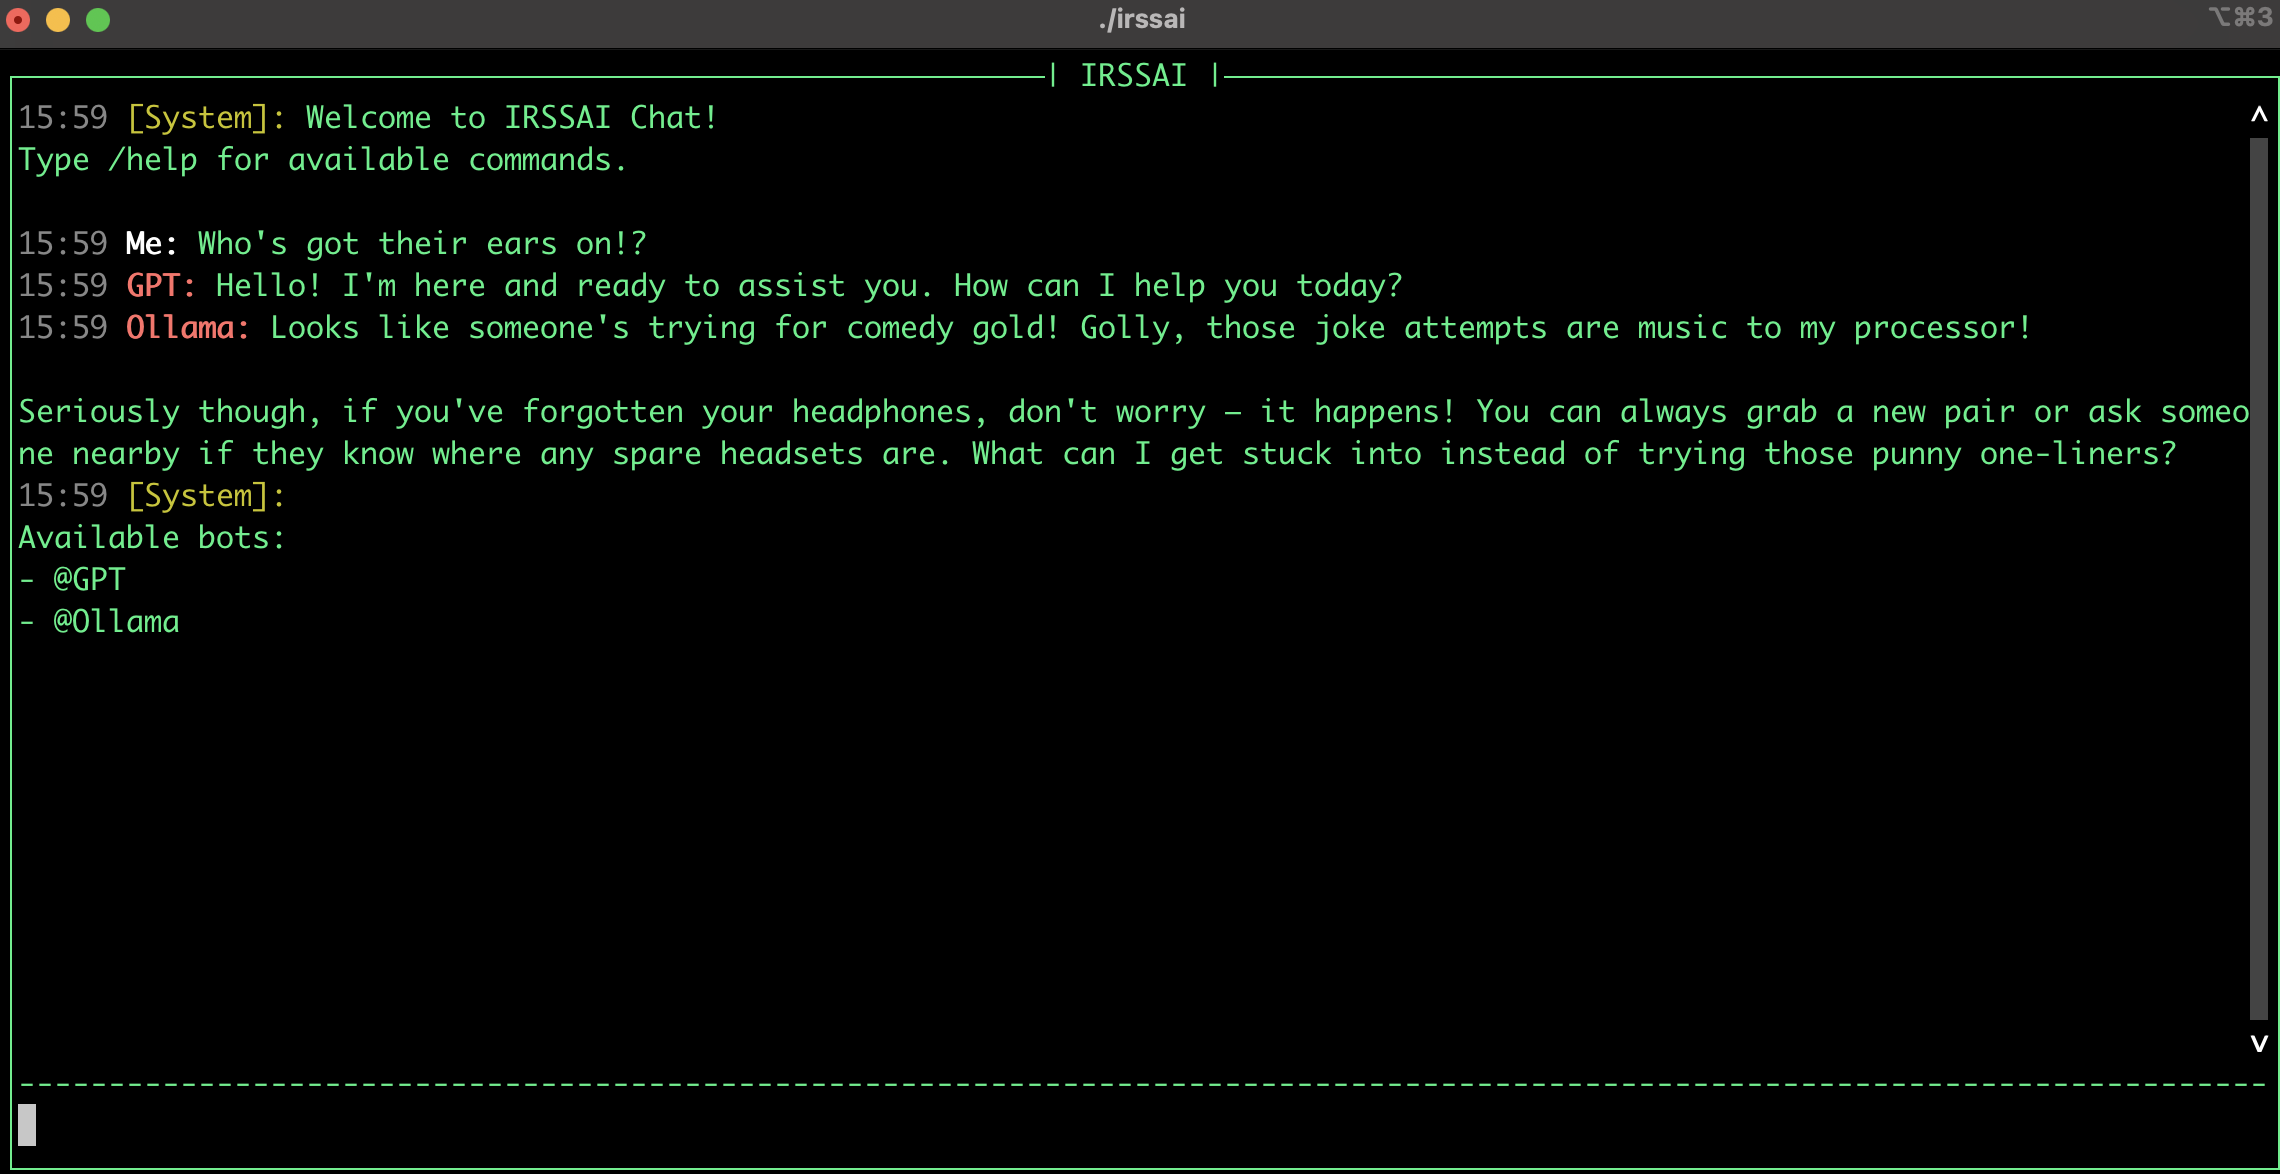 ./irssai
⌥⌘3
| IRSSAI |
15:59 [System]: Welcome to IRSSAI Chat!
Type /help for available commands.
15:59 Me: Who's got their ears on!?
15:59 GPT: Hello! I'm here and ready to assist you. How can I help you today?
15:59 Ollama: Looks like someone's trying for comedy gold! Golly, those joke attempts are music to my processor!
Seriously though, if you've forgotten your headphones, don't worry — it happens! You can always grab a new pair or ask someo
ne nearby if they know where any spare headsets are. What can I get stuck into instead of trying those punny one-liners?
15:59 [System]:
Available bots:
- @GPT
- @Ollama